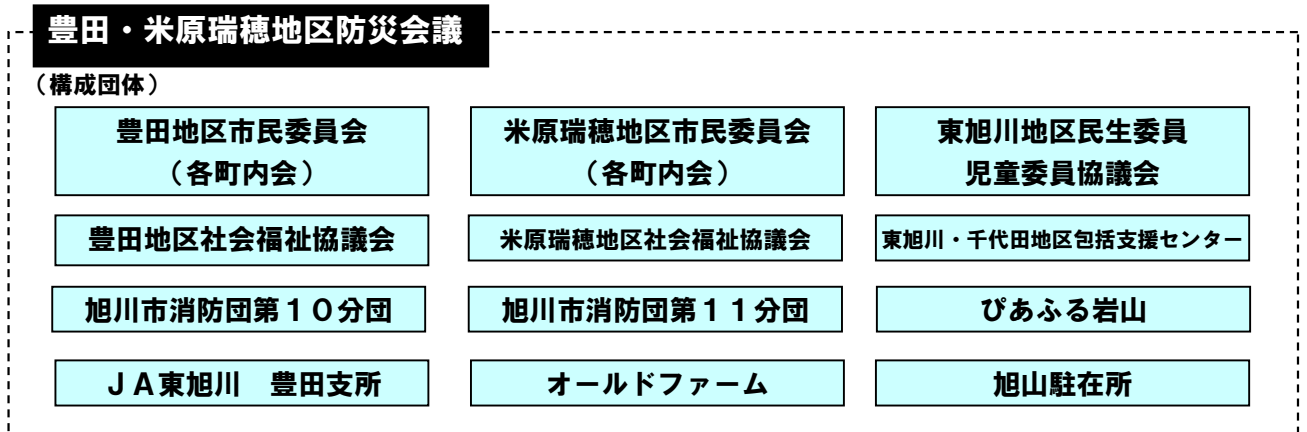 豊田・米原瑞穂地区防災会議
（構成団体）
豊田地区市民委員会
（各町内会）
米原瑞穂地区市民委員会
（各町内会）
東旭川地区民生委員
児童委員協議会
豊田地区社会福祉協議会
米原瑞穂地区社会福祉協議会
東旭川・千代田地区包括支援センター
旭川市消防団第１０分団
旭川市消防団第１１分団
ぴあふる岩山
ＪＡ東旭川　豊田支所
オールドファーム
旭山駐在所